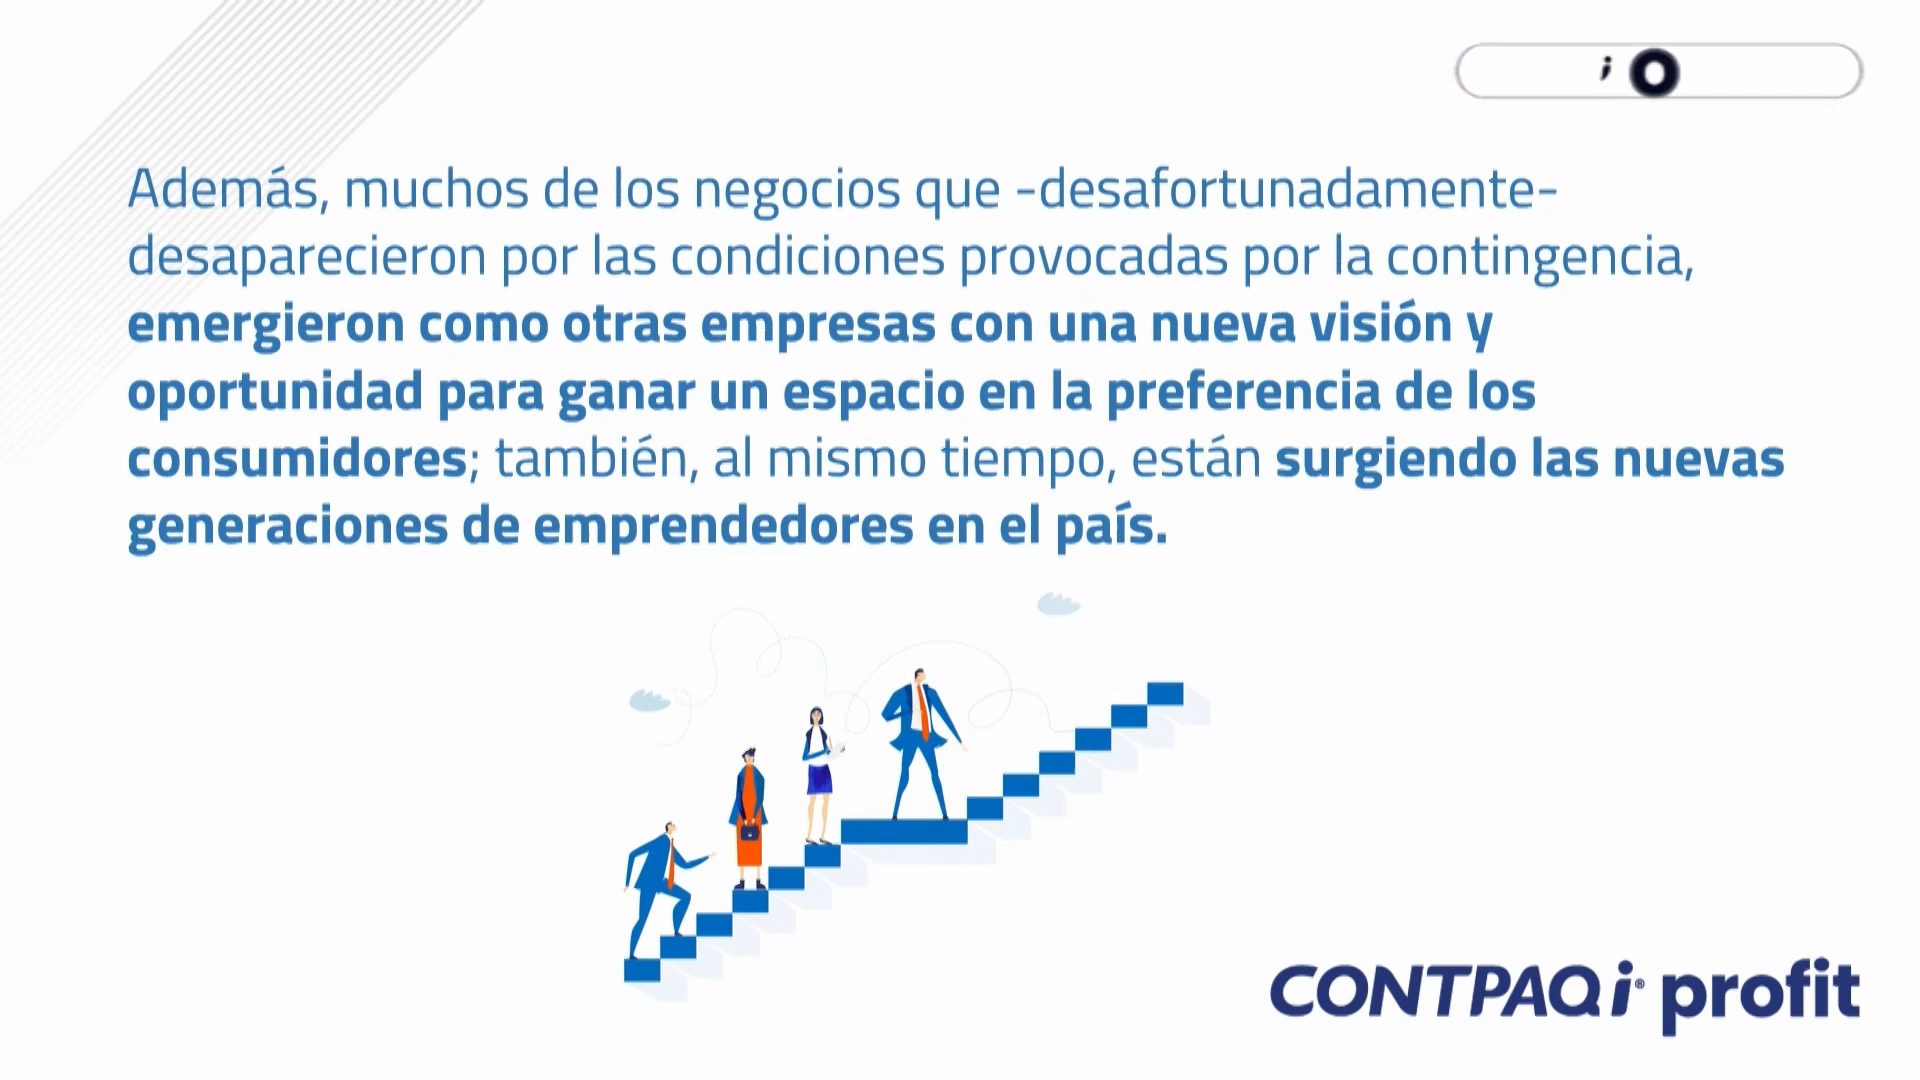 Además, muchos de los negocios que -desafortunadamente-
desaparecieron por las condiciones provocadas por la contingencia,
emergieron como otras empresas con una nueva visión y
oportunidad para ganar un espacio en la preferencia de los
consumidores; también, al mismo tiempo, están surgiendo las nuevas
generaciones de emprendedores en el país.
CONTPAQi® profit